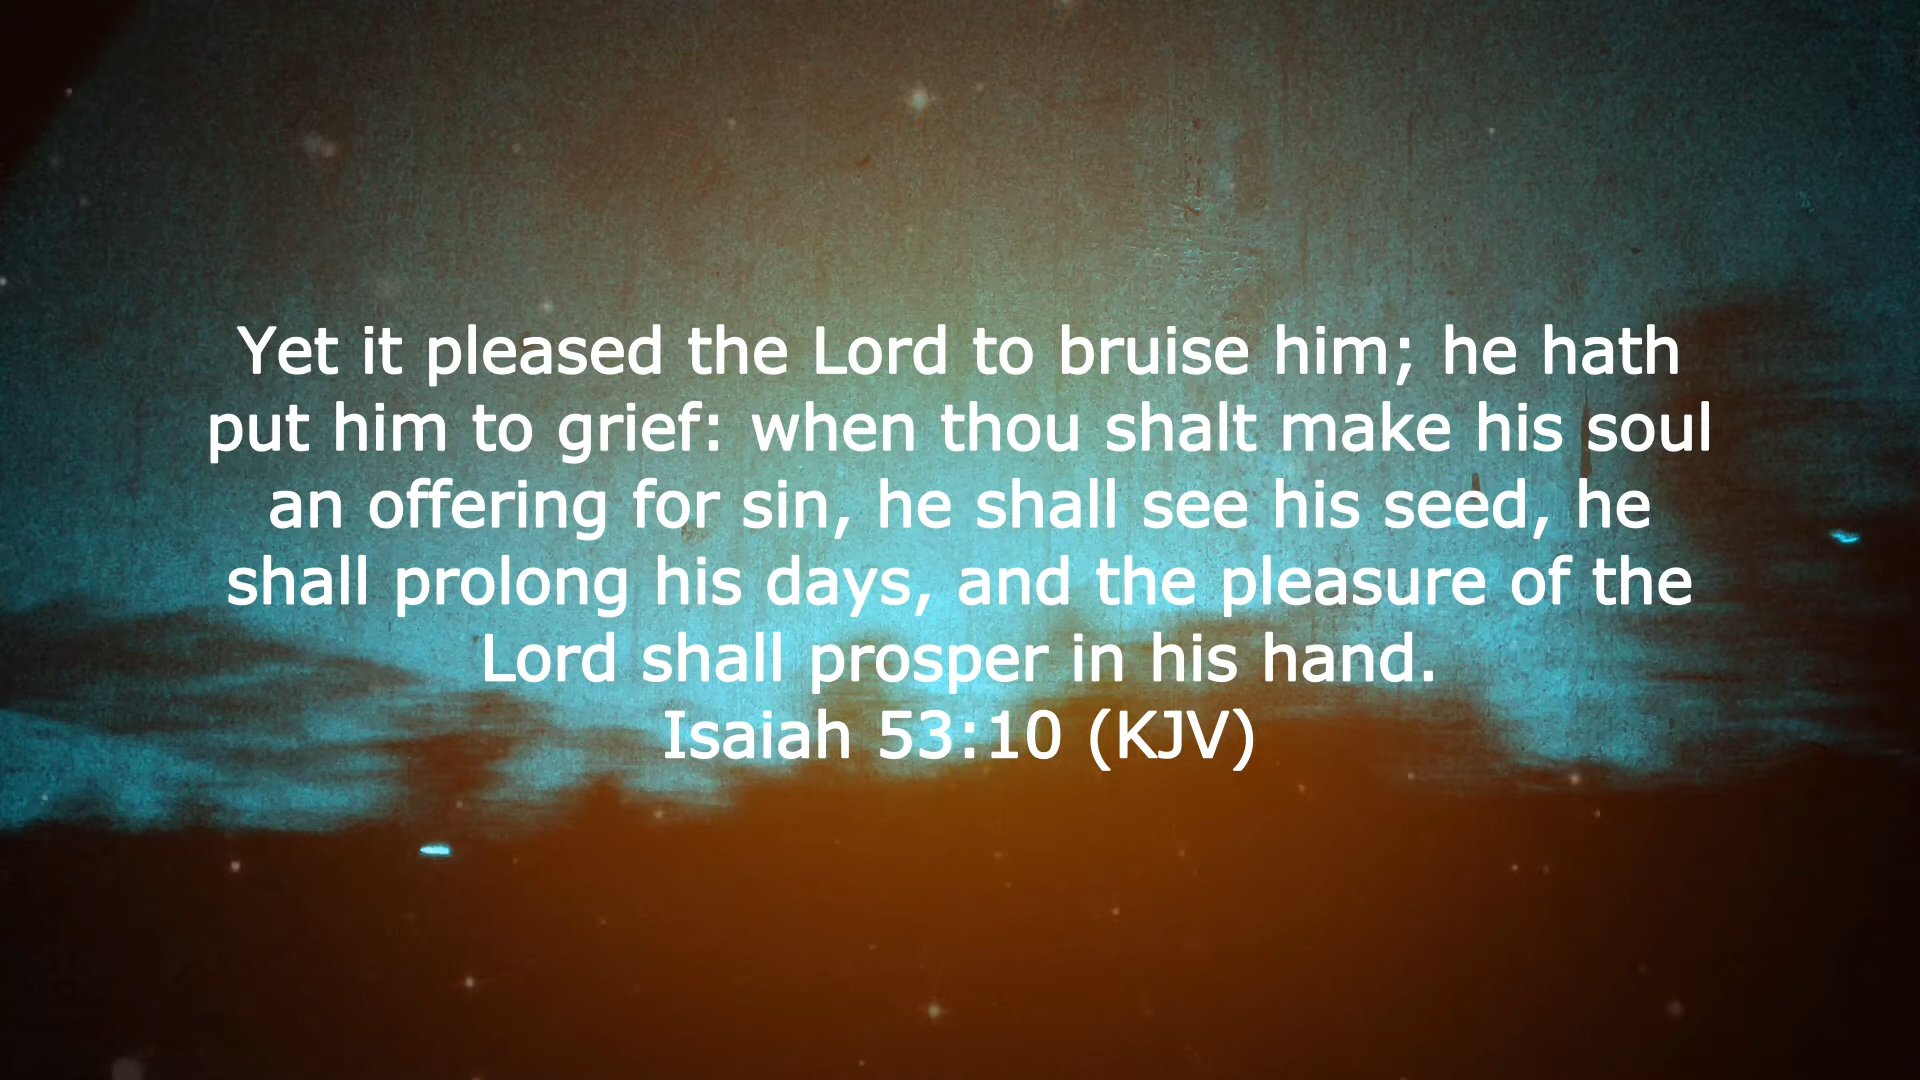 Yet it pleased the Lord to bruise him; he hath
put him to grief: when thou shalt make his soul
an offering for sin, he shall see his seed, he
shall prolong his days, and the pleasure of the
Lord shall prosper in his hand.
Isaiah 53:10 (KJV)